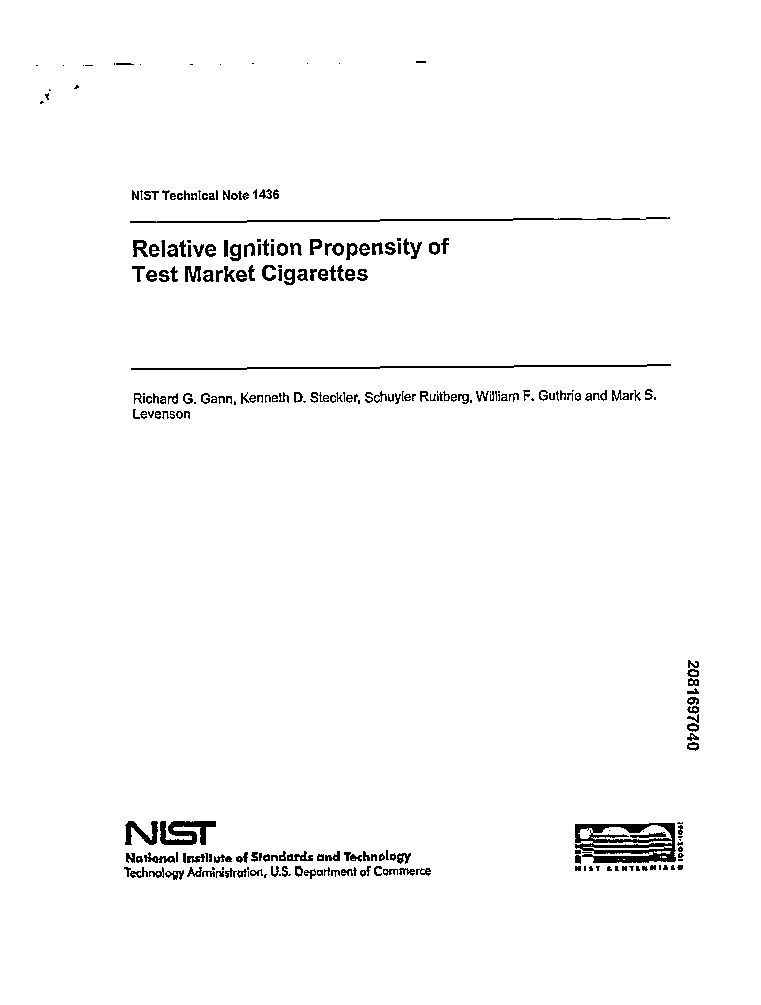 NIST Technical Note 1436
Relative Ignition Propensity of
Test Market Cigarettes
Richard G. Gann, Kenneth D. Steckler, Schuyler Ruitberg, William F. Guthrie and Mark S.
Levenson
2081697040
NIST
National Institute of Standards and Technology
Technology Administration, U.S. Department of Commerce
1901-2001
NIST CENTENNIAL